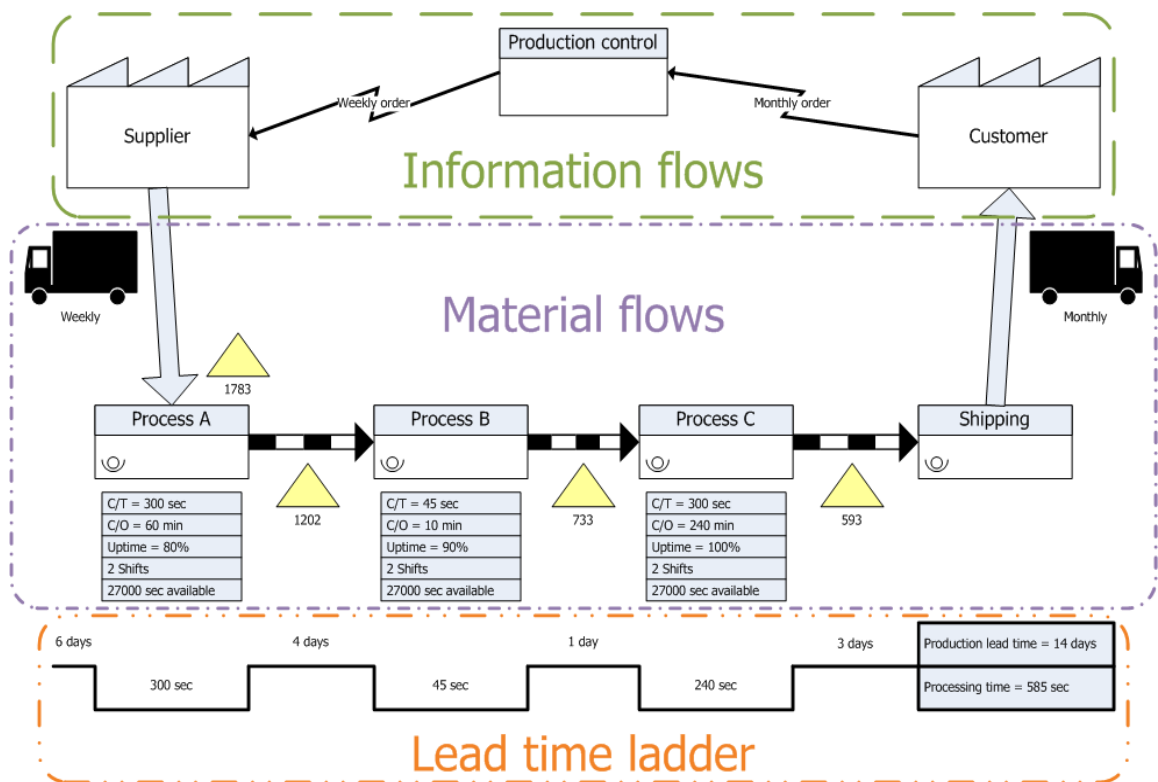 Production control
Weekly order
Monthly order
Supplier
Customer
Information flows
Weekly
Material flows
Monthly
1783
Process A
Process B
Process C
Shipping
1202
733
593
C/T = 300 sec
C/O = 60 min
Uptime = 80%
2 Shifts
27000 sec available
C/T = 45 sec
C/O = 10 min
Uptime = 90%
2 Shifts
27000 sec available
C/T = 300 sec
C/O = 240 min
Uptime = 100%
2 Shifts
27000 sec available
6 days
4 days
1 day
3 days
Production lead time = 14 days
300 sec
45 sec
240 sec
Processing time = 585 sec
Lead time ladder